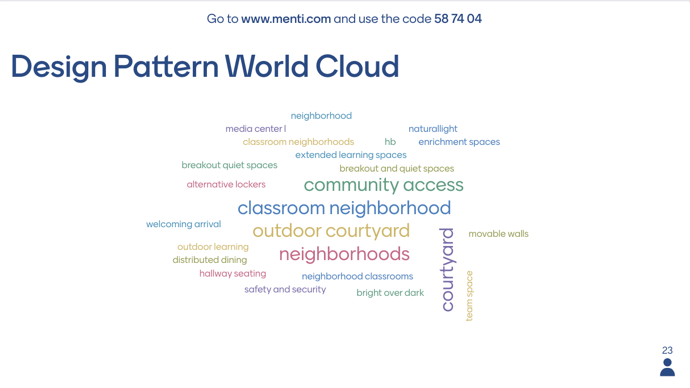 Go to www.menti.com and use the code 58 74 04
Design Pattern World Cloud
neighborhood
media center l
naturallight
classroom neighborhoods
hb
enrichment spaces
extended learning spaces
breakout quiet spaces
breakout and quiet spaces
alternative lockers
community access
classroom neighborhood
welcoming arrival
outdoor courtyard
movable walls
outdoor learning
neighborhoods
courtyard
distributed dining
hallway seating
neighborhood classrooms
team space
safety and security
bright over dark
23